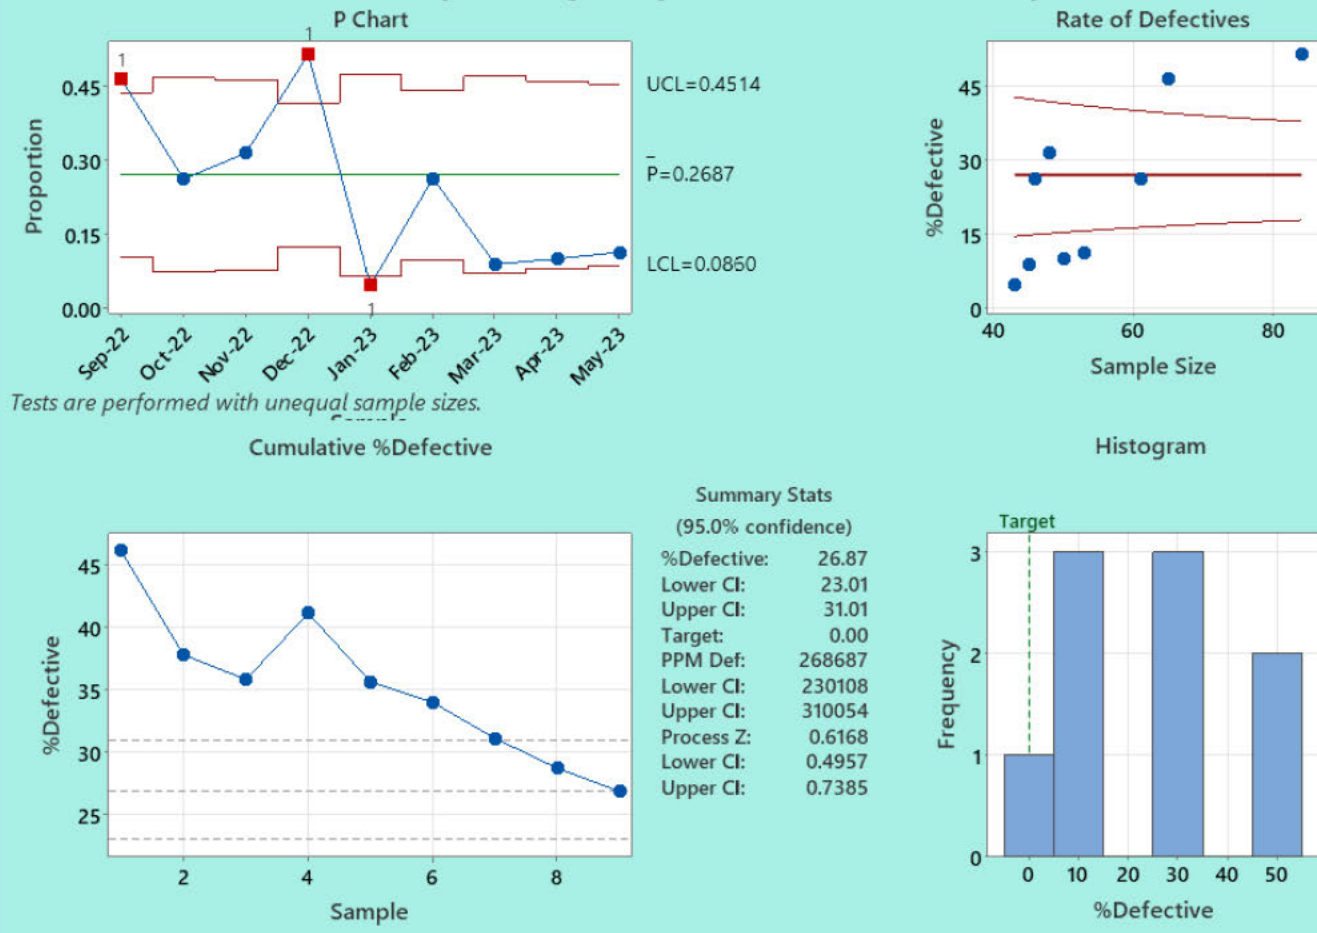 P Chart
1
1
1
0.45
0.30
0.15
0.00
Proportion
UCL=0.4514
P=0.2687
LCL=0.0860
Sep-22
Oct-22
Nov-22
Dec-22
Jan-23
Feb-23
Mar-23
Apr-23
May-23
Tests are performed with unequal sample sizes.
Rate of Defectives
45
30
15
0
%Defective
40
60
80
Sample Size
Cumulative %Defective
45
40
35
30
25
%Defective
2
4
6
8
Sample
Summary Stats
(95.0% confidence)
%Defective: 26.87
Lower CI: 23.01
Upper CI: 31.01
Target: 0.00
PPM Def: 268687
Lower CI: 230108
Upper CI: 310054
Process Z: 0.6168
Lower CI: 0.4957
Upper CI: 0.7385
Histogram
Target
3
2
1
0
Frequency
0
10
20
30
40
50
%Defective